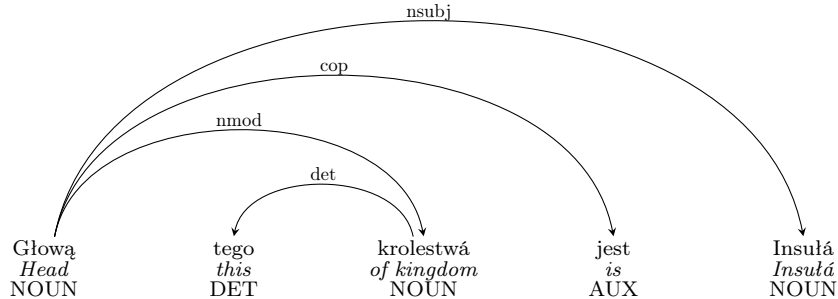 nsubj
cop
nmod
det
Głową tego krolestwá jest Insułá
Head this of kingdom is Insułá
NOUN DET NOUN AUX NOUN